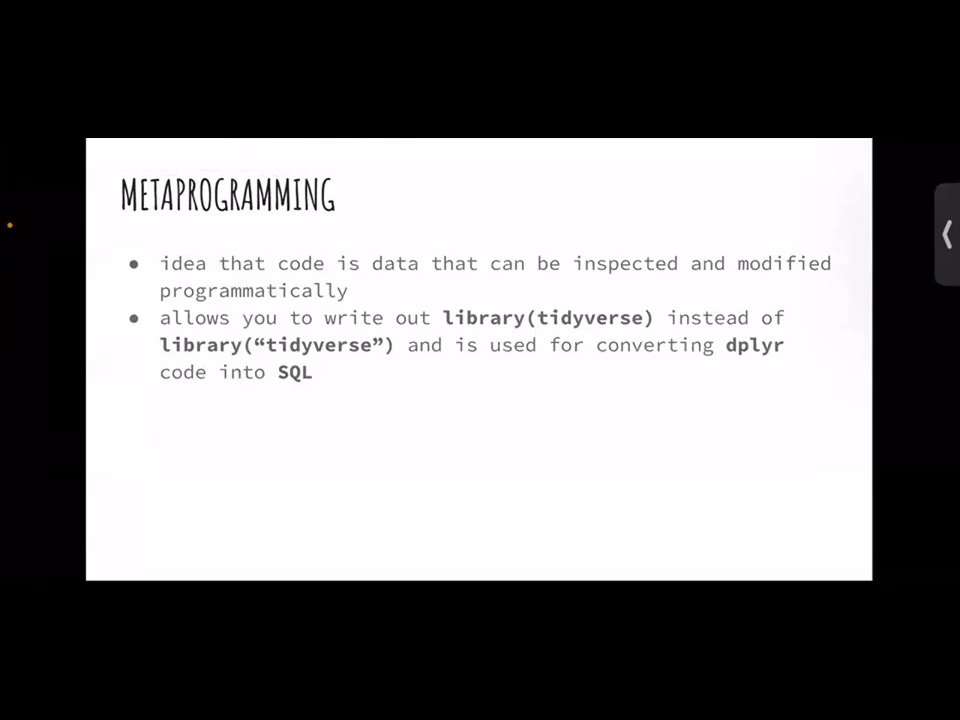 METAPROGRAMMING
● idea that code is data that can be inspected and modified
programmatically
● allows you to write out library(tidyverse) instead of
library(“tidyverse”) and is used for converting dplyr
code into SQL